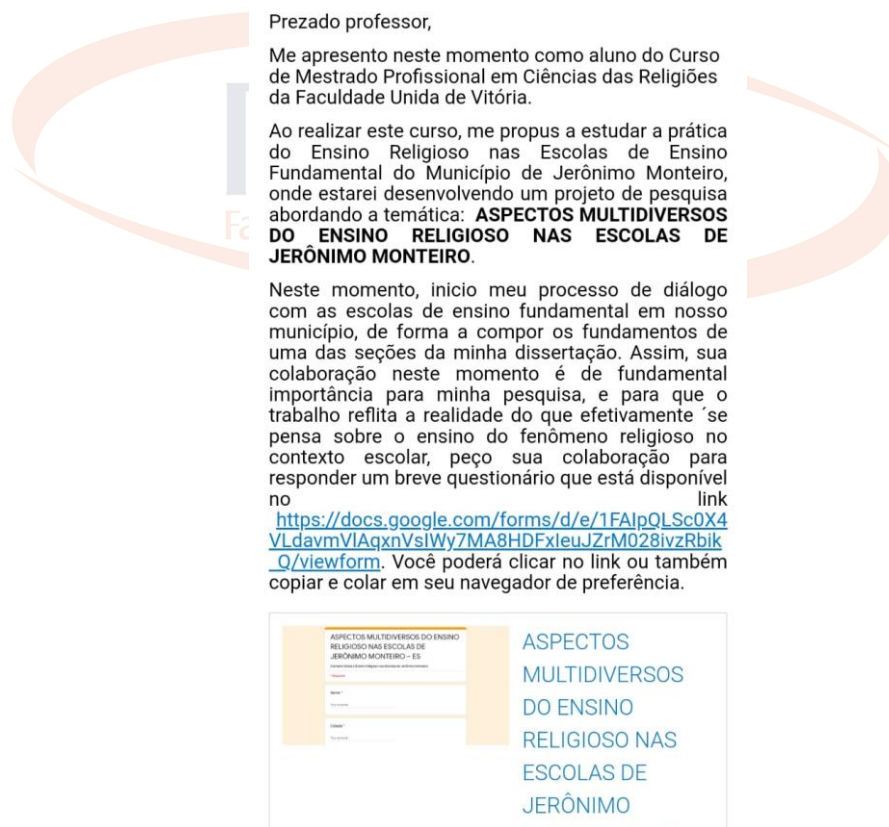 Prezado professor,
Me apresento neste momento como aluno do Curso
de Mestrado Profissional em Ciências das Religiões
da Faculdade Unida de Vitória.
Ao realizar este curso, me propus a estudar a prática
do Ensino Religioso nas Escolas de Ensino
Fundamental do Município de Jerônimo Monteiro,
onde estarei desenvolvendo um projeto de pesquisa
abordando a temática: ASPECTOS MULTIDIVERSOS
DO ENSINO RELIGIOSO NAS ESCOLAS DE
JERÔNIMO MONTEIRO.
Neste momento, inicio meu processo de diálogo
com as escolas de ensino fundamental em nosso
município, de forma a compor os fundamentos de
uma das seções da minha dissertação. Assim, sua
colaboração neste momento é de fundamental
importância para minha pesquisa, e para que o
trabalho reflita a realidade do que efetivamente ´se
pensa sobre o ensino do fenômeno religioso no
contexto escolar, peço sua colaboração para
responder um breve questionário que está disponível
no link
https://docs.google.com/forms/d/e/1FAIpQLSc0X4
VLdavmVlAqxnVsIWy7MA8HDFxIeuJZrM028ivzRbik
_Q/viewform. Você poderá clicar no link ou também
copiar e colar em seu navegador de preferência.
ASPECTOS MULTIDIVERSOS DO ENSINO
RELIGIOSO NAS ESCOLAS DE
JERÔNIMO MONTEIRO – ES
ASPECTOS
MULTIDIVERSOS
DO ENSINO
RELIGIOSO NAS
ESCOLAS DE
JERÔNIMO